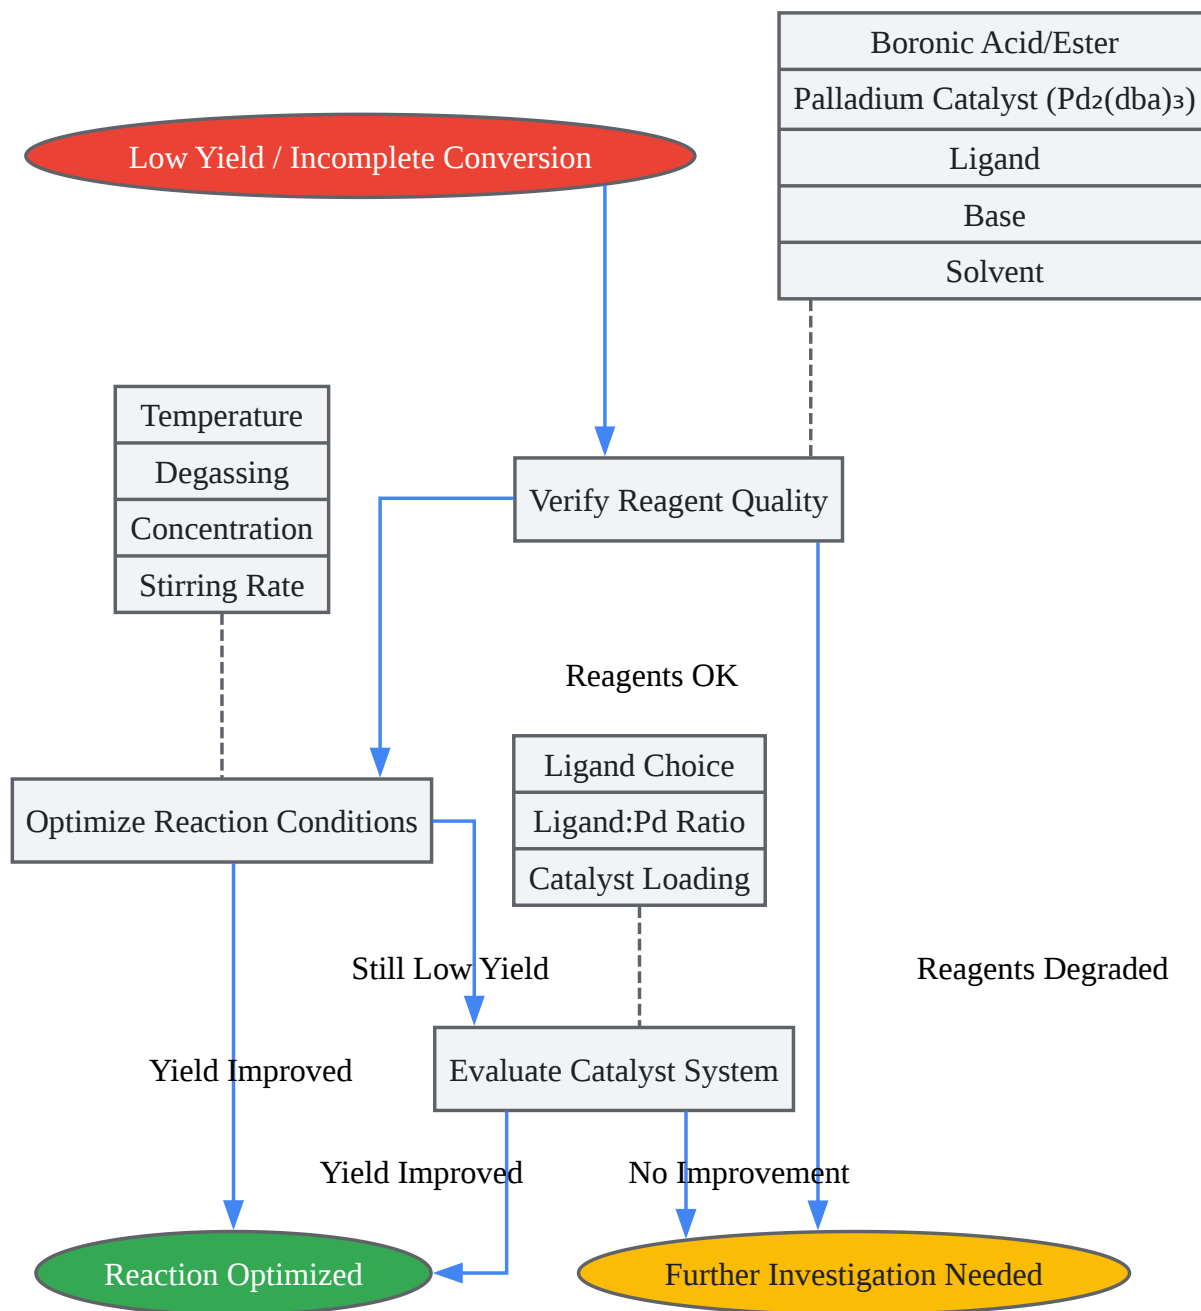 Boronic Acid/Ester
Palladium Catalyst (Pd₂(dba)₃)
Ligand
Base
Solvent
Low Yield / Incomplete Conversion
Temperature
Degassing
Concentration
Stirring Rate
Verify Reagent Quality
Reagents OK
Ligand Choice
Ligand:Pd Ratio
Catalyst Loading
Optimize Reaction Conditions
Still Low Yield
Reagents Degraded
Yield Improved
Evaluate Catalyst System
Yield Improved
No Improvement
Reaction Optimized
Further Investigation Needed